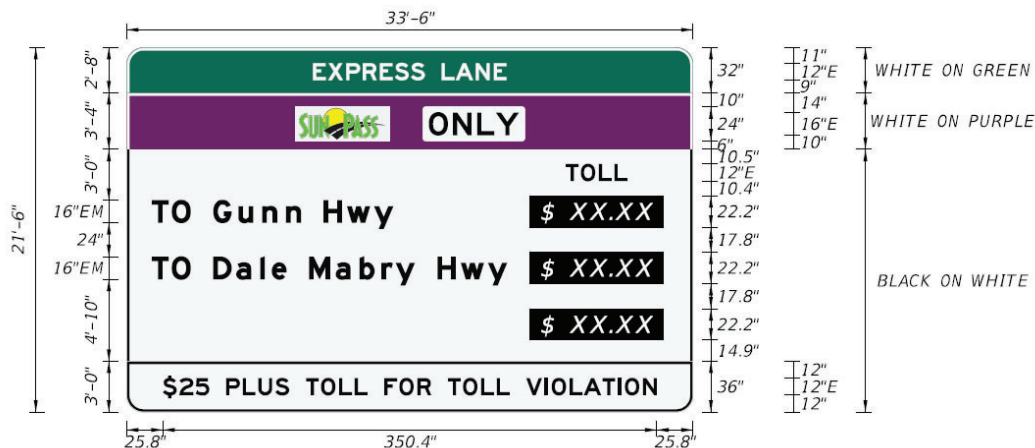 33'-6"
2'-8"
EXPRESS LANE
32"
11"
12"E
9"
WHITE ON GREEN
3'-4"
SUNPASS ONLY
10"
24"
6"
14"
16"E
10"
WHITE ON PURPLE
21'-6"
3'-0"
TOLL
10.5"
12"E
10.4"
16"EM
TO Gunn Hwy $ XX.XX
22.2"
24"
17.8"
16"EM
TO Dale Mabry Hwy $ XX.XX
22.2"
BLACK ON WHITE
17.8"
4'-10"
$ XX.XX
22.2"
14.9"
3'-0"
$25 PLUS TOLL FOR TOLL VIOLATION
36"
12"
12"E
12"
25.8" 350.4" 25.8"